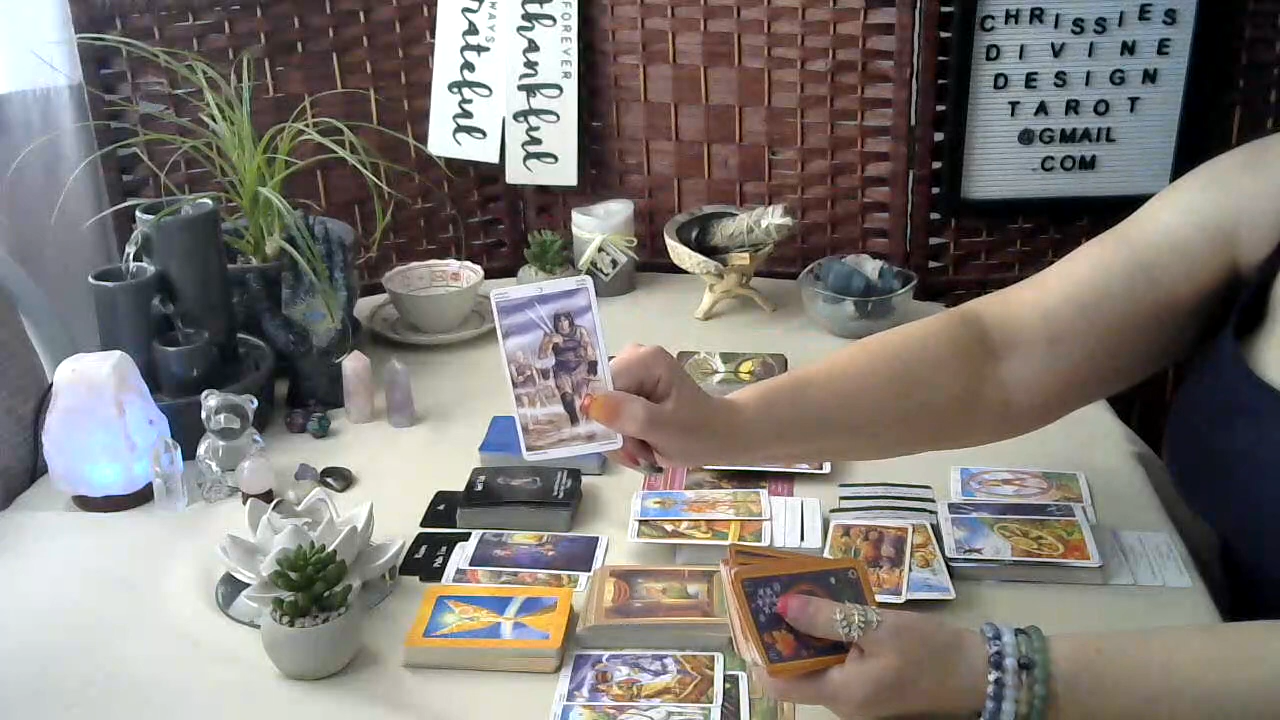 ALWAYS
grateful
FOREVER
thankful
CHRISSIES
DIVINE
DESIGN
TAROT
@GMAIL
.COM